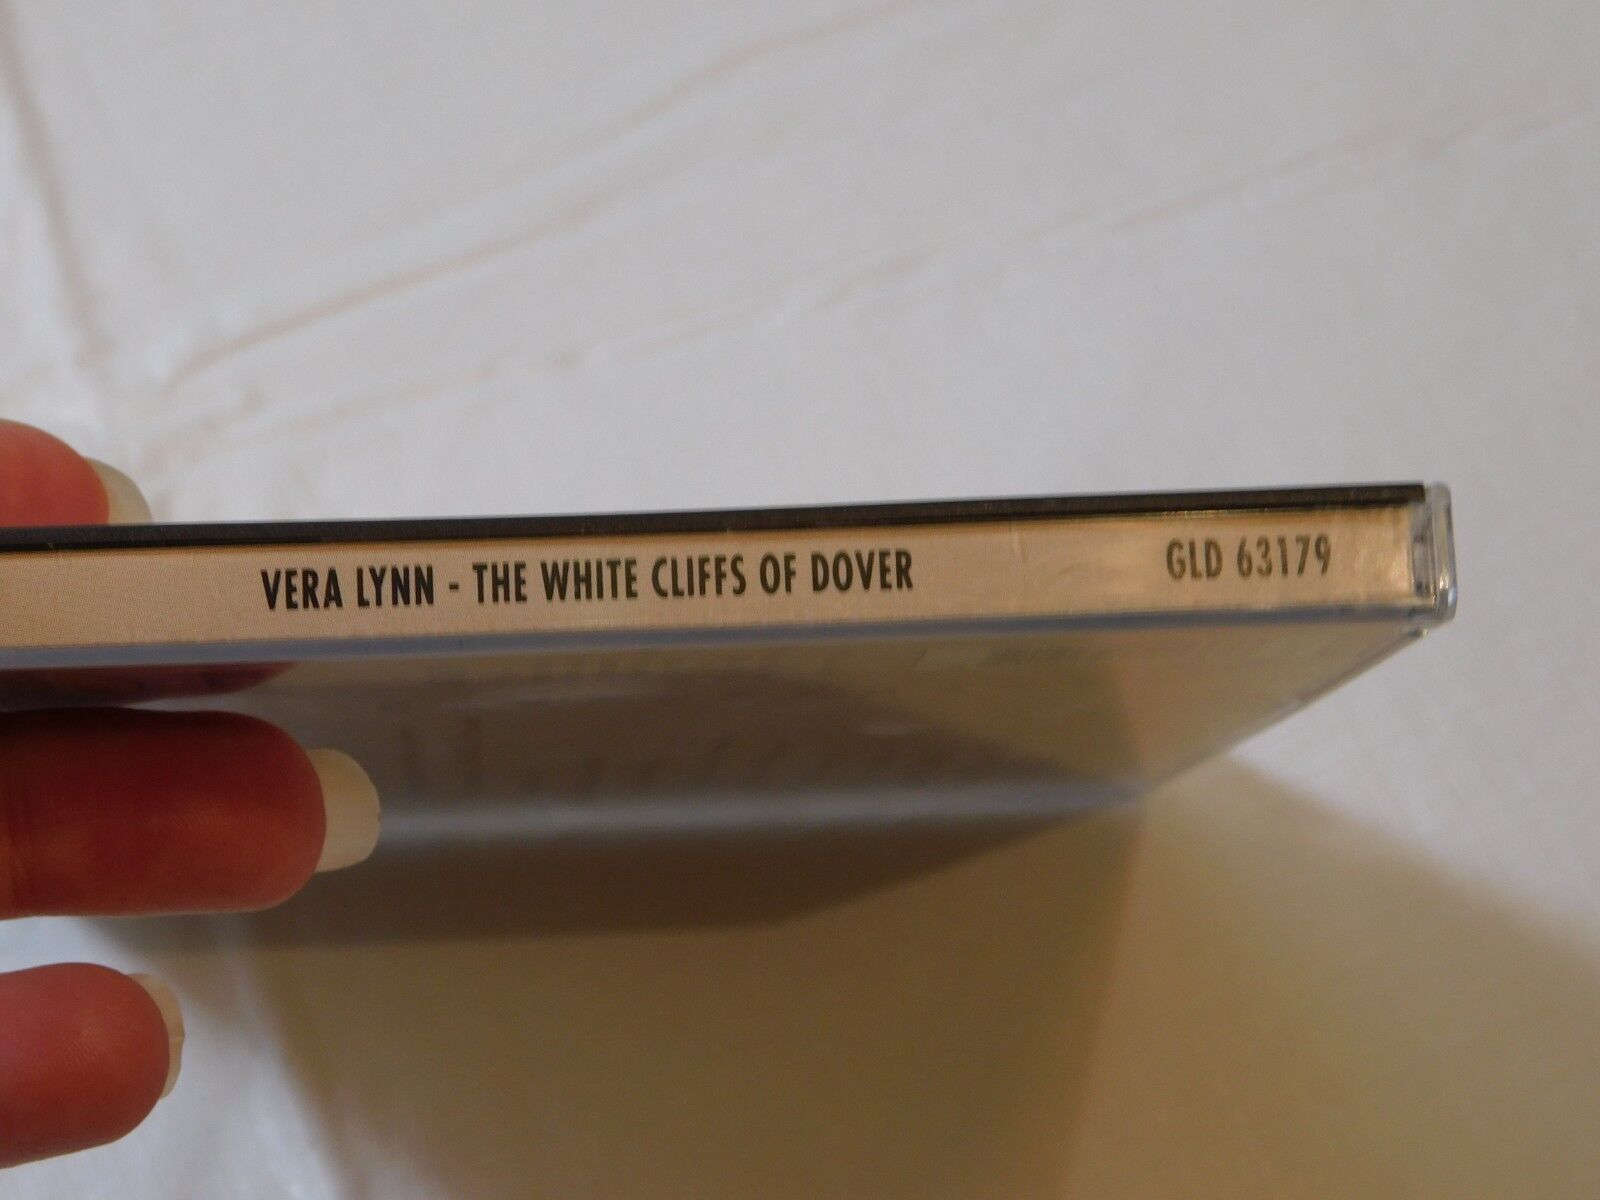 VERA LYNN - THE WHITE CLIFFS OF DOVER GLD 63179